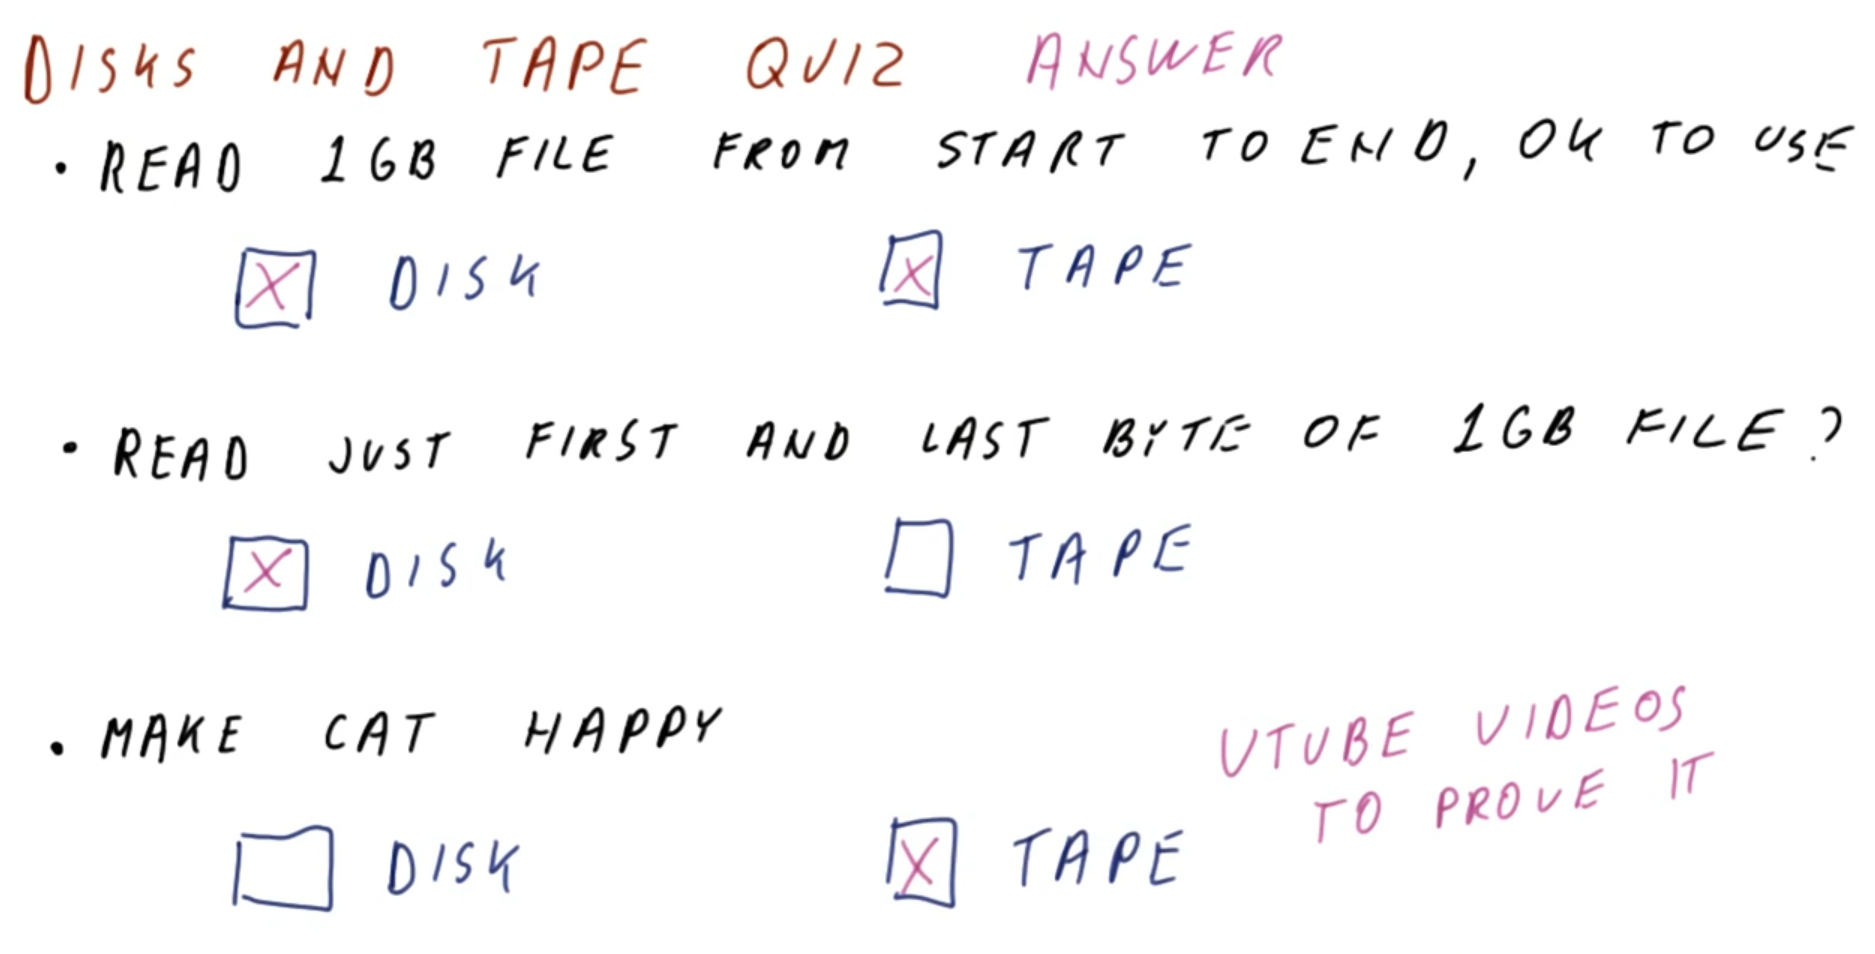 DISKS AND TAPE QUIZ ANSWER
• READ 1GB FILE FROM START TO END, OK TO USE
X DISK X TAPE
• READ JUST FIRST AND LAST BYTE OF 1GB FILE?
X DISK TAPE
• MAKE CAT HAPPY
UTUBE VIDEOS
TO PROVE IT
DISK X TAPE